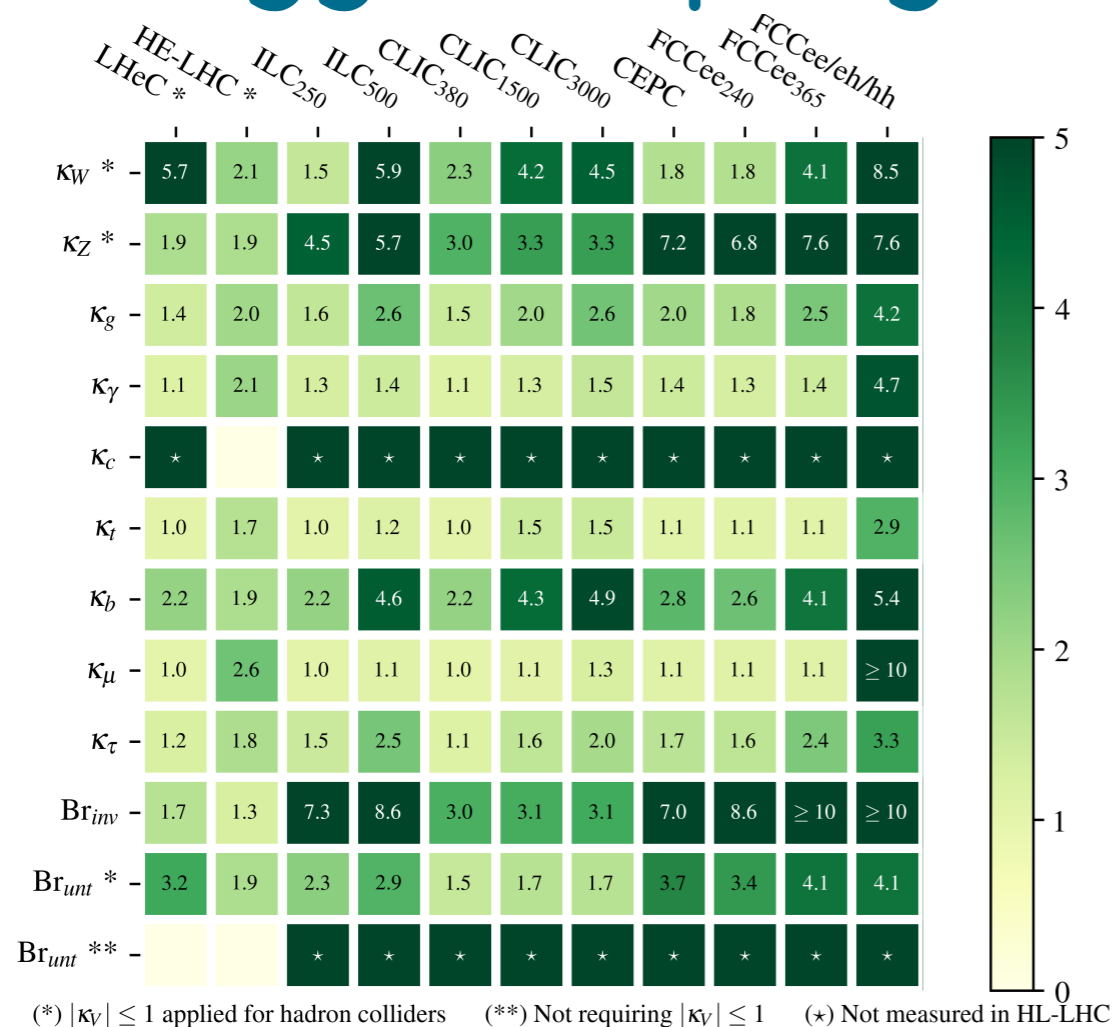 LHeC * HE-LHC * ILC250 ILC500 CLIC380 CLIC1500 CLIC3000 CEPC FCCee240 FCCee365 FCCee/eh/hh
κW * 5.7 2.1 1.5 5.9 2.3 4.2 4.5 1.8 1.8 4.1 8.5
κZ * 1.9 1.9 4.5 5.7 3.0 3.3 3.3 7.2 6.8 7.6 7.6
κg 1.4 2.0 1.6 2.6 1.5 2.0 2.6 2.0 1.8 2.5 4.2
κγ 1.1 2.1 1.3 1.4 1.1 1.3 1.5 1.4 1.3 1.4 4.7
κc ⋆ ⋆ ⋆ ⋆ ⋆ ⋆ ⋆ ⋆ ⋆ ⋆
κt 1.0 1.7 1.0 1.2 1.0 1.5 1.5 1.1 1.1 1.1 2.9
κb 2.2 1.9 2.2 4.6 2.2 4.3 4.9 2.8 2.6 4.1 5.4
κμ 1.0 2.6 1.0 1.1 1.0 1.1 1.3 1.1 1.1 1.1 ≥ 10
κτ 1.2 1.8 1.5 2.5 1.1 1.6 2.0 1.7 1.6 2.4 3.3
Brinv 1.7 1.3 7.3 8.6 3.0 3.1 3.1 7.0 8.6 ≥ 10 ≥ 10
Brunt * 3.2 1.9 2.3 2.9 1.5 1.7 1.7 3.7 3.4 4.1 4.1
Brunt ** ⋆ ⋆ ⋆ ⋆ ⋆ ⋆ ⋆ ⋆ ⋆
5
4
3
2
1
0
(*) |κV| ≤ 1 applied for hadron colliders (**) Not requiring |κV| ≤ 1 (⋆) Not measured in HL-LHC